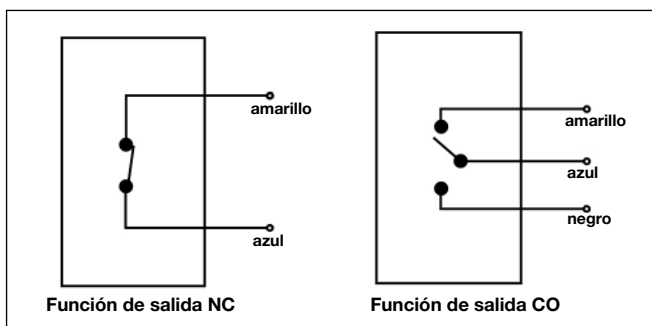 amarillo
azul
Función de salida NC
amarillo
azul
negro
Función de salida CO